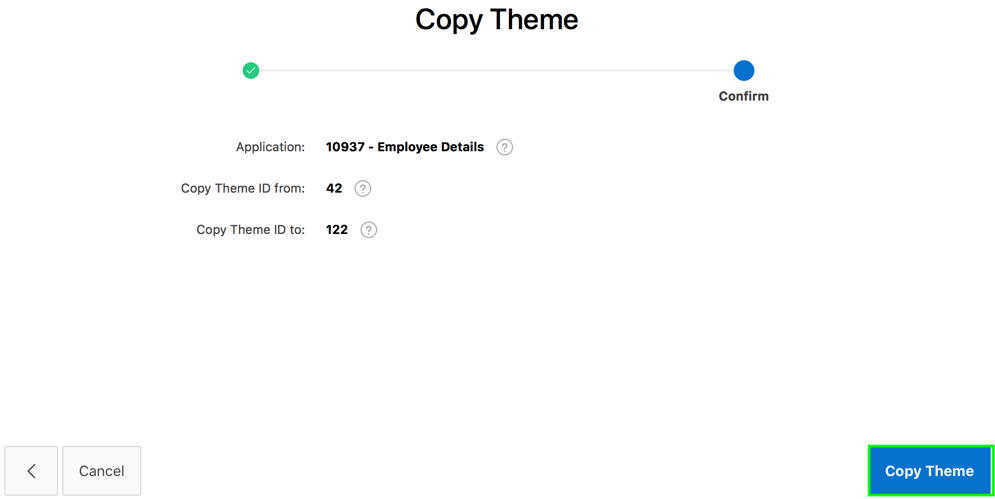 Copy Theme
Confirm
Application: 10937 - Employee Details ?
Copy Theme ID from: 42 ?
Copy Theme ID to: 122 ?
Cancel Copy Theme